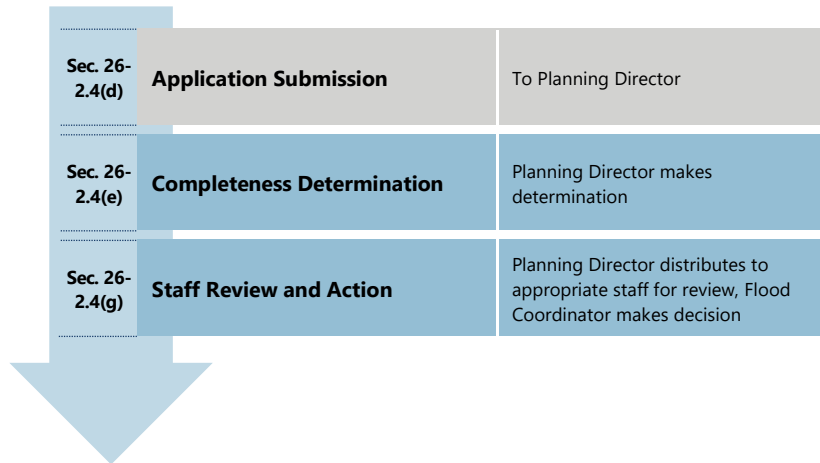 Sec. 26-
2.4(d)
Application Submission
To Planning Director
Sec. 26-
2.4(e)
Completeness Determination
Planning Director makes
determination
Sec. 26-
2.4(g)
Staff Review and Action
Planning Director distributes to
appropriate staff for review, Flood
Coordinator makes decision